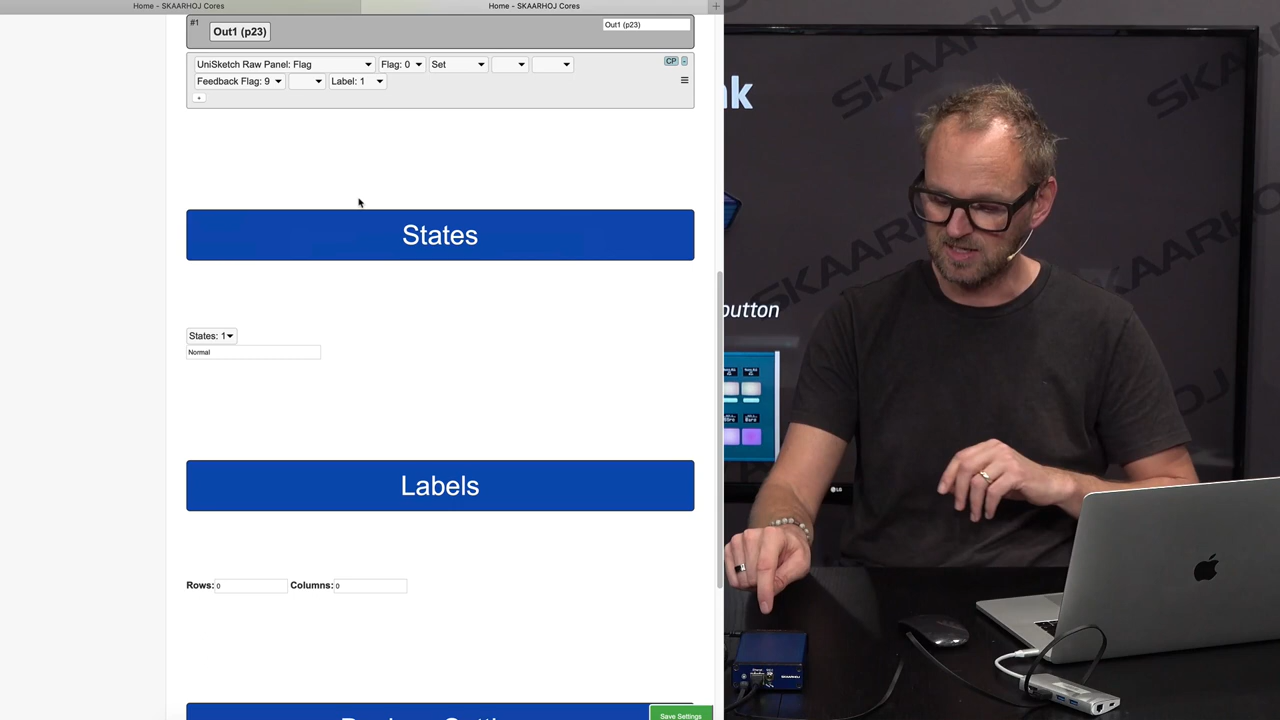 Home - SKAARHOJ Cores
Home - SKAARHOJ Cores
+
#1
Out1 (p23)
Out1 (p23)
UniSketch Raw Panel: Flag
Flag: 0
Set
CP
Feedback Flag: 9
Label: 1
+
States
States: 1
Normal
Labels
Rows: 0 Columns: 0
Save Settings
nk
SKAARHOJ
SKAARHOJ
button
LG
SKAARHOJ